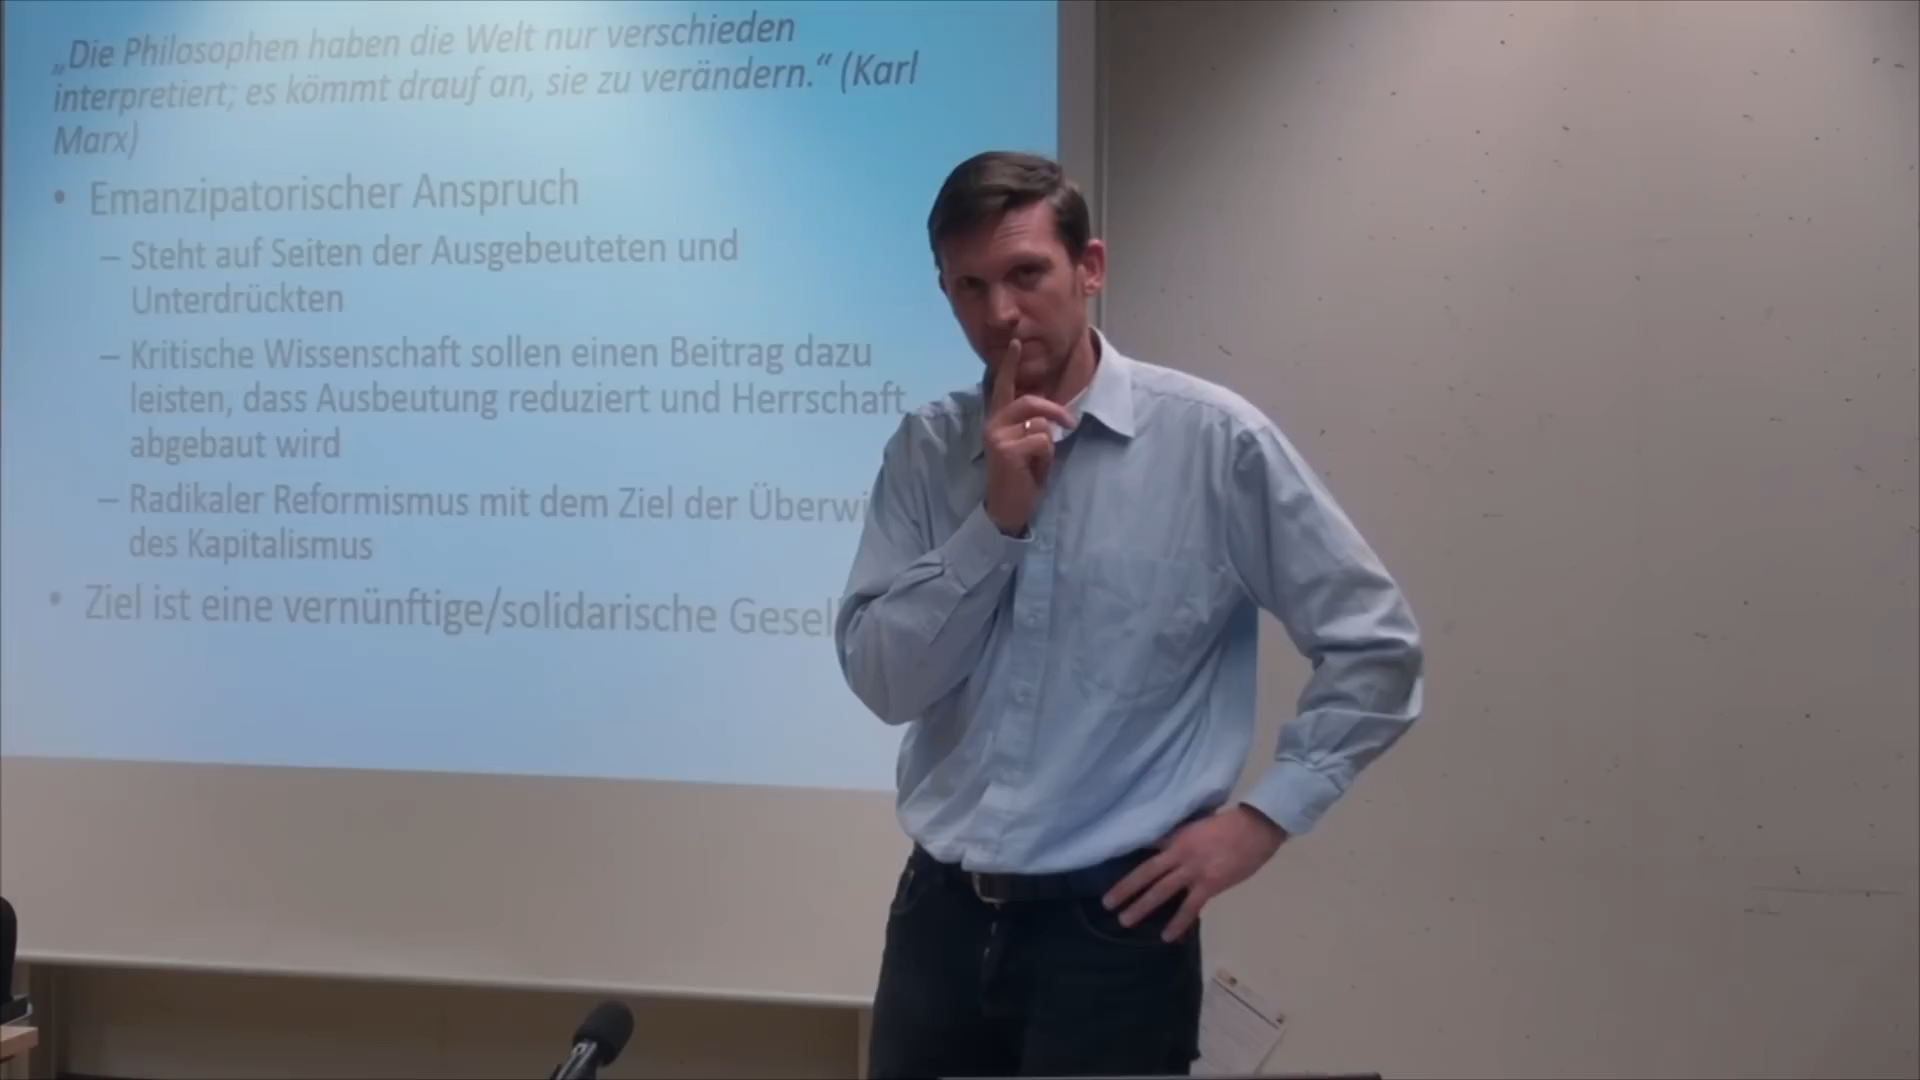 „Die Philosophen haben die Welt nur verschieden
interpretiert; es kömmt drauf an, sie zu verändern.“ (Karl
Marx)
• Emanzipatorischer Anspruch
– Steht auf Seiten der Ausgebeuteten und
Unterdrückten
– Kritische Wissenschaft sollen einen Beitrag dazu
leisten, dass Ausbeutung reduziert und Herrschaft
abgebaut wird
– Radikaler Reformismus mit dem Ziel der Überwi
des Kapitalismus
• Ziel ist eine vernünftige/solidarische Gesell